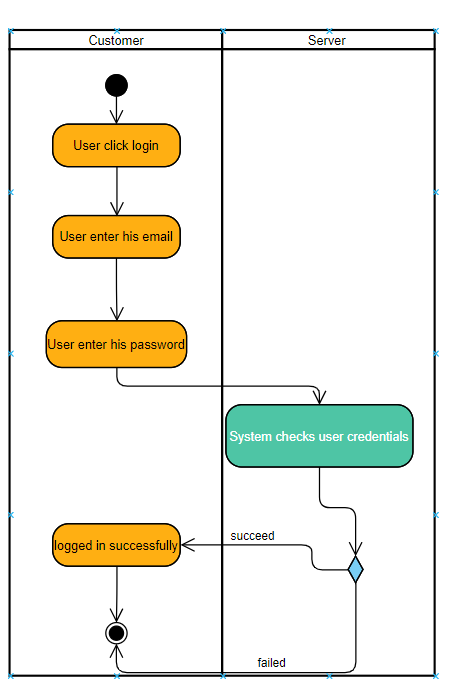 Customer
Server
User click login
User enter his email
User enter his password
System checks user credentials
succeed
logged in successfully
failed